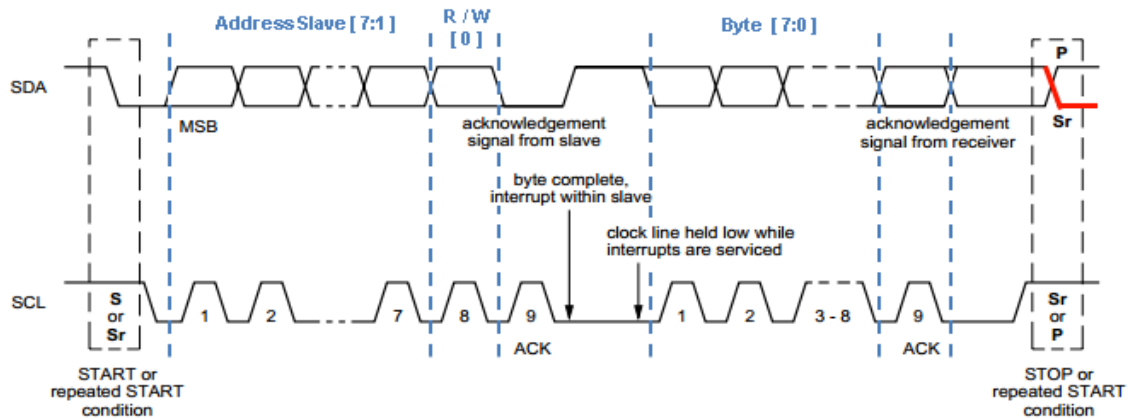 Address Slave [ 7:1 ]
R / W
[ 0 ]
Byte [ 7:0 ]
P
SDA
MSB
acknowledgement
signal from slave
acknowledgement
signal from receiver
Sr
byte complete,
interrupt within slave
clock line held low while
interrupts are serviced
SCL
S
or
Sr
1
2
7
8
9
1
2
3 - 8
9
Sr
or
P
ACK
ACK
START or
repeated START
condition
STOP or
repeated START
condition